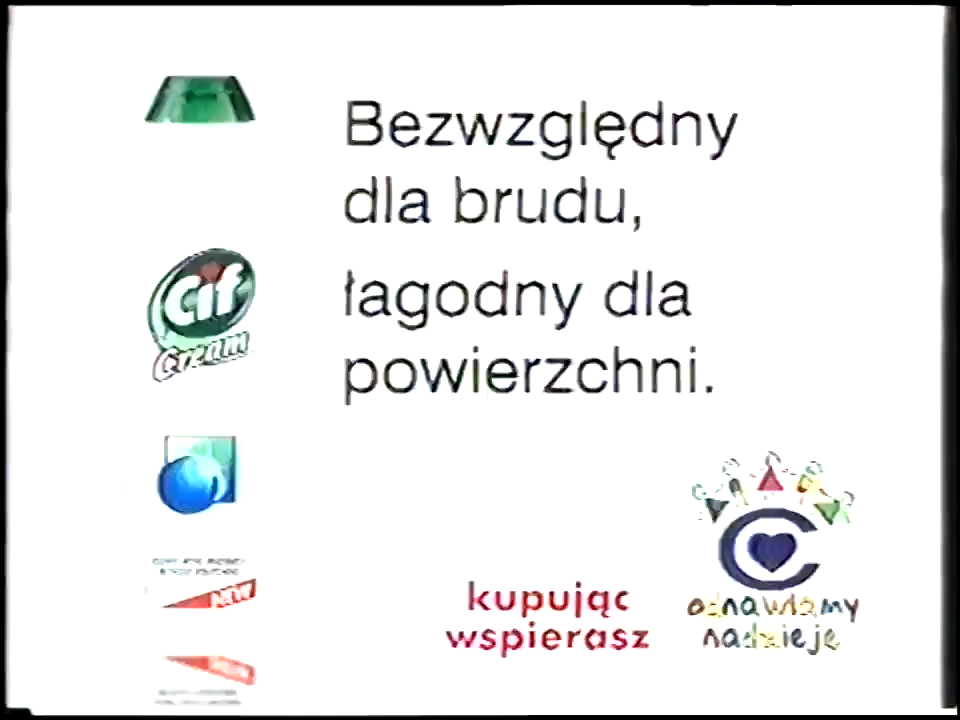 Bezwzględny
dla brudu,
łagodny dla
powierzchni.
Cif
Cream
NEW
kupując
wspierasz
odnawiamy
nadzieję